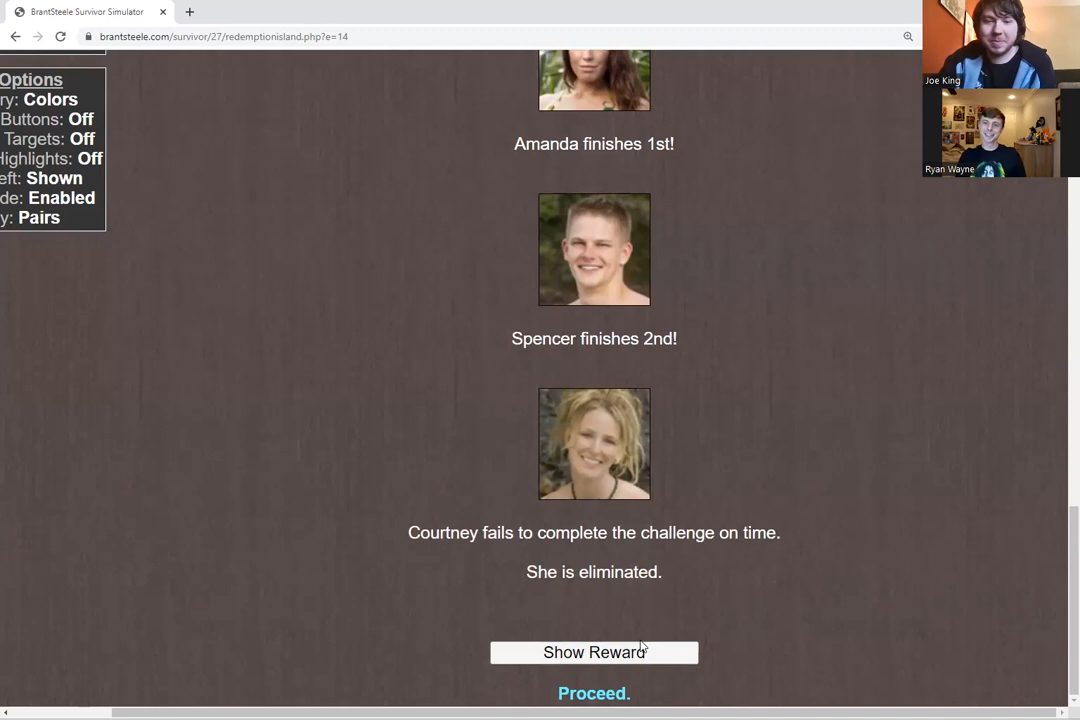 BrantSteele Survivor Simulator
brantsteele.com/survivor/27/redemptionisland.php?e=14
Joe King
Ryan Wayne
Options
ry: Colors
Buttons: Off
Targets: Off
Highlights: Off
eft: Shown
de: Enabled
y: Pairs
Amanda finishes 1st!
Spencer finishes 2nd!
Courtney fails to complete the challenge on time.
She is eliminated.
Show Reward
Proceed.